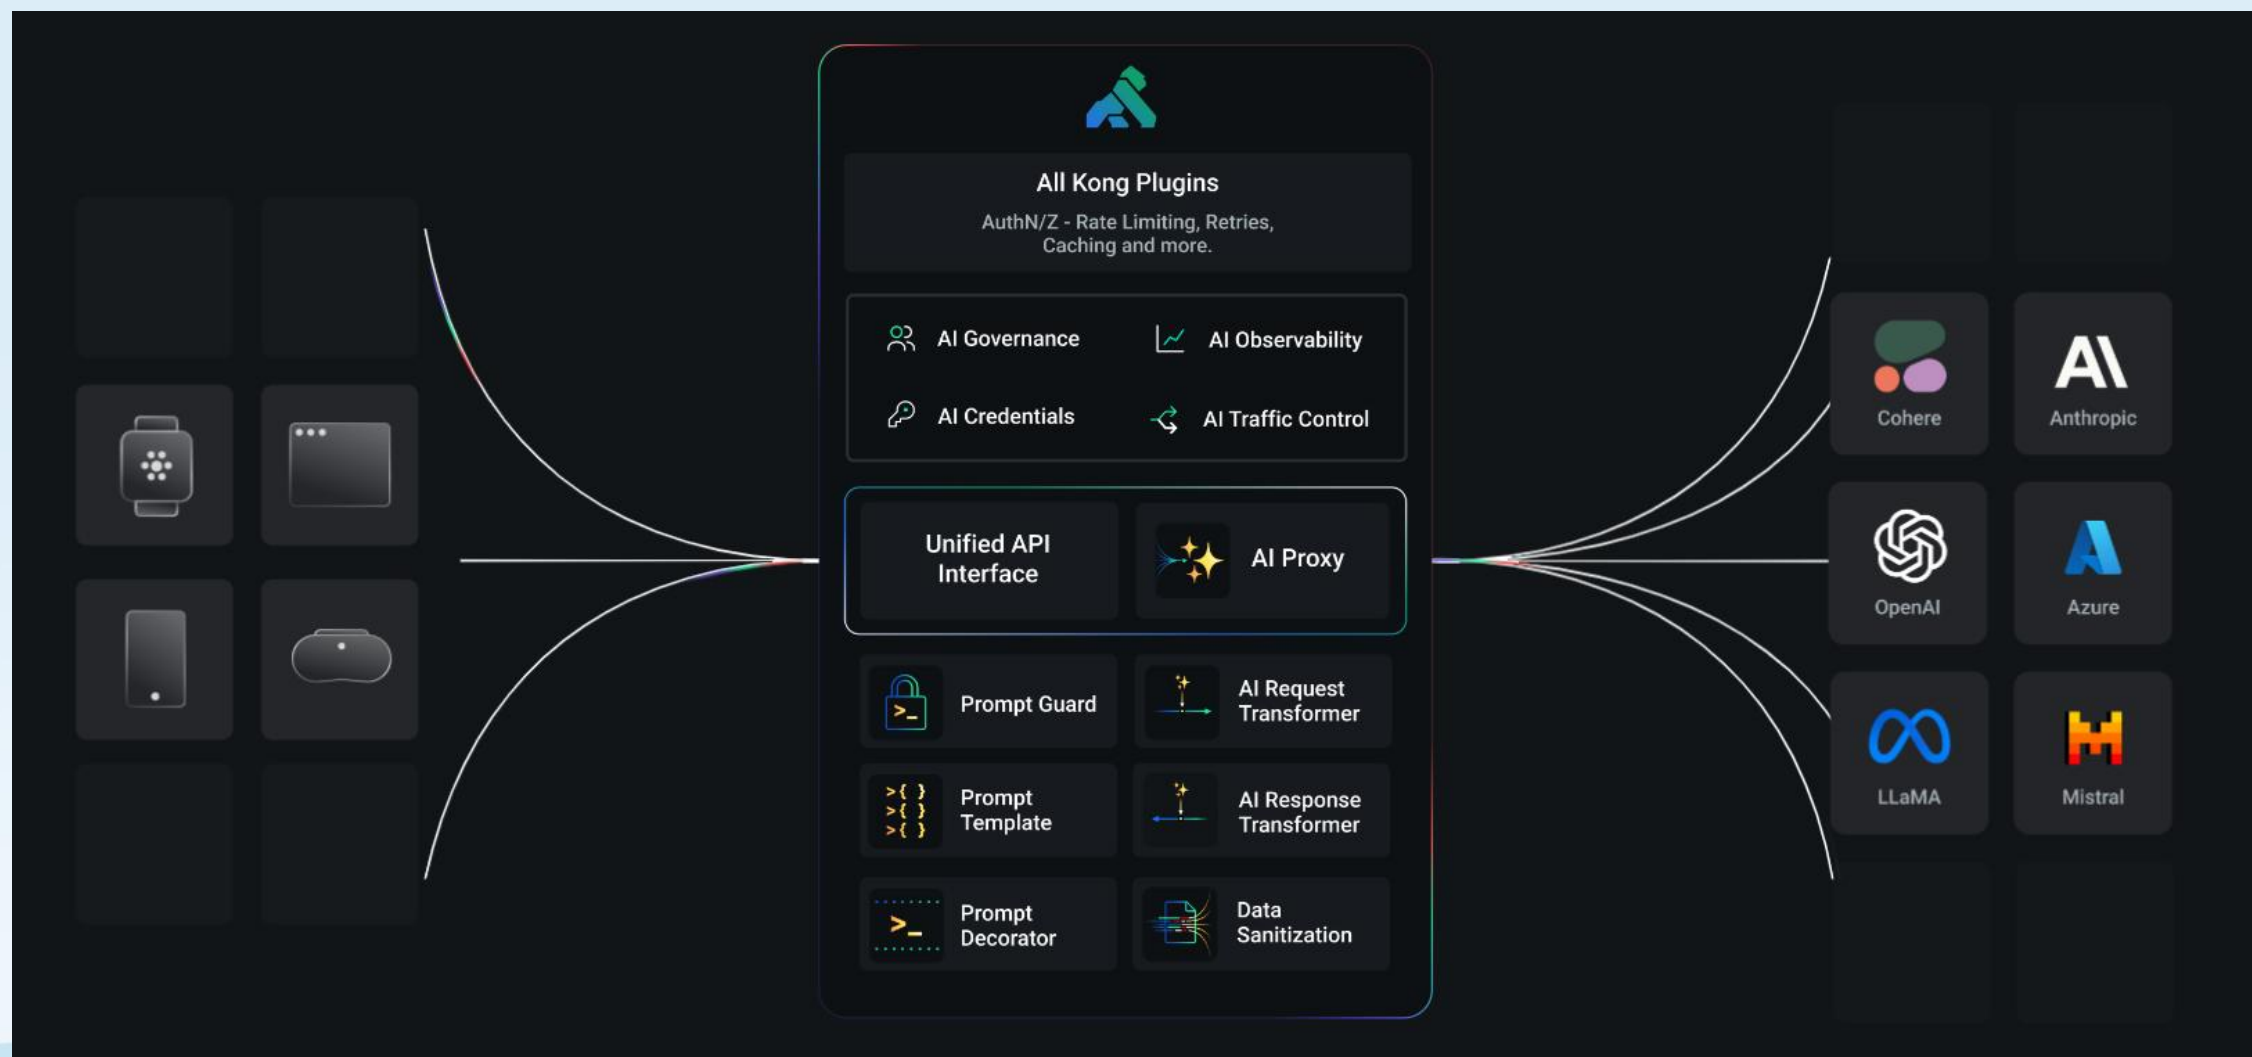 All Kong Plugins
AuthN/Z - Rate Limiting, Retries,
Caching and more.
AI Governance
AI Observability
AI Credentials
AI Traffic Control
Unified API
Interface
AI Proxy
Prompt Guard
AI Request
Transformer
Prompt
Template
AI Response
Transformer
Prompt
Decorator
Data
Sanitization
Cohere
Anthropic
OpenAI
Azure
LLaMA
Mistral